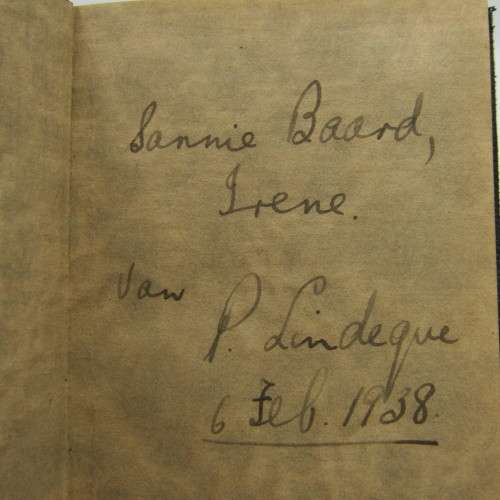 Sannie Baard,
Irene.
van
P. Lindeque
6 Feb. 1938.